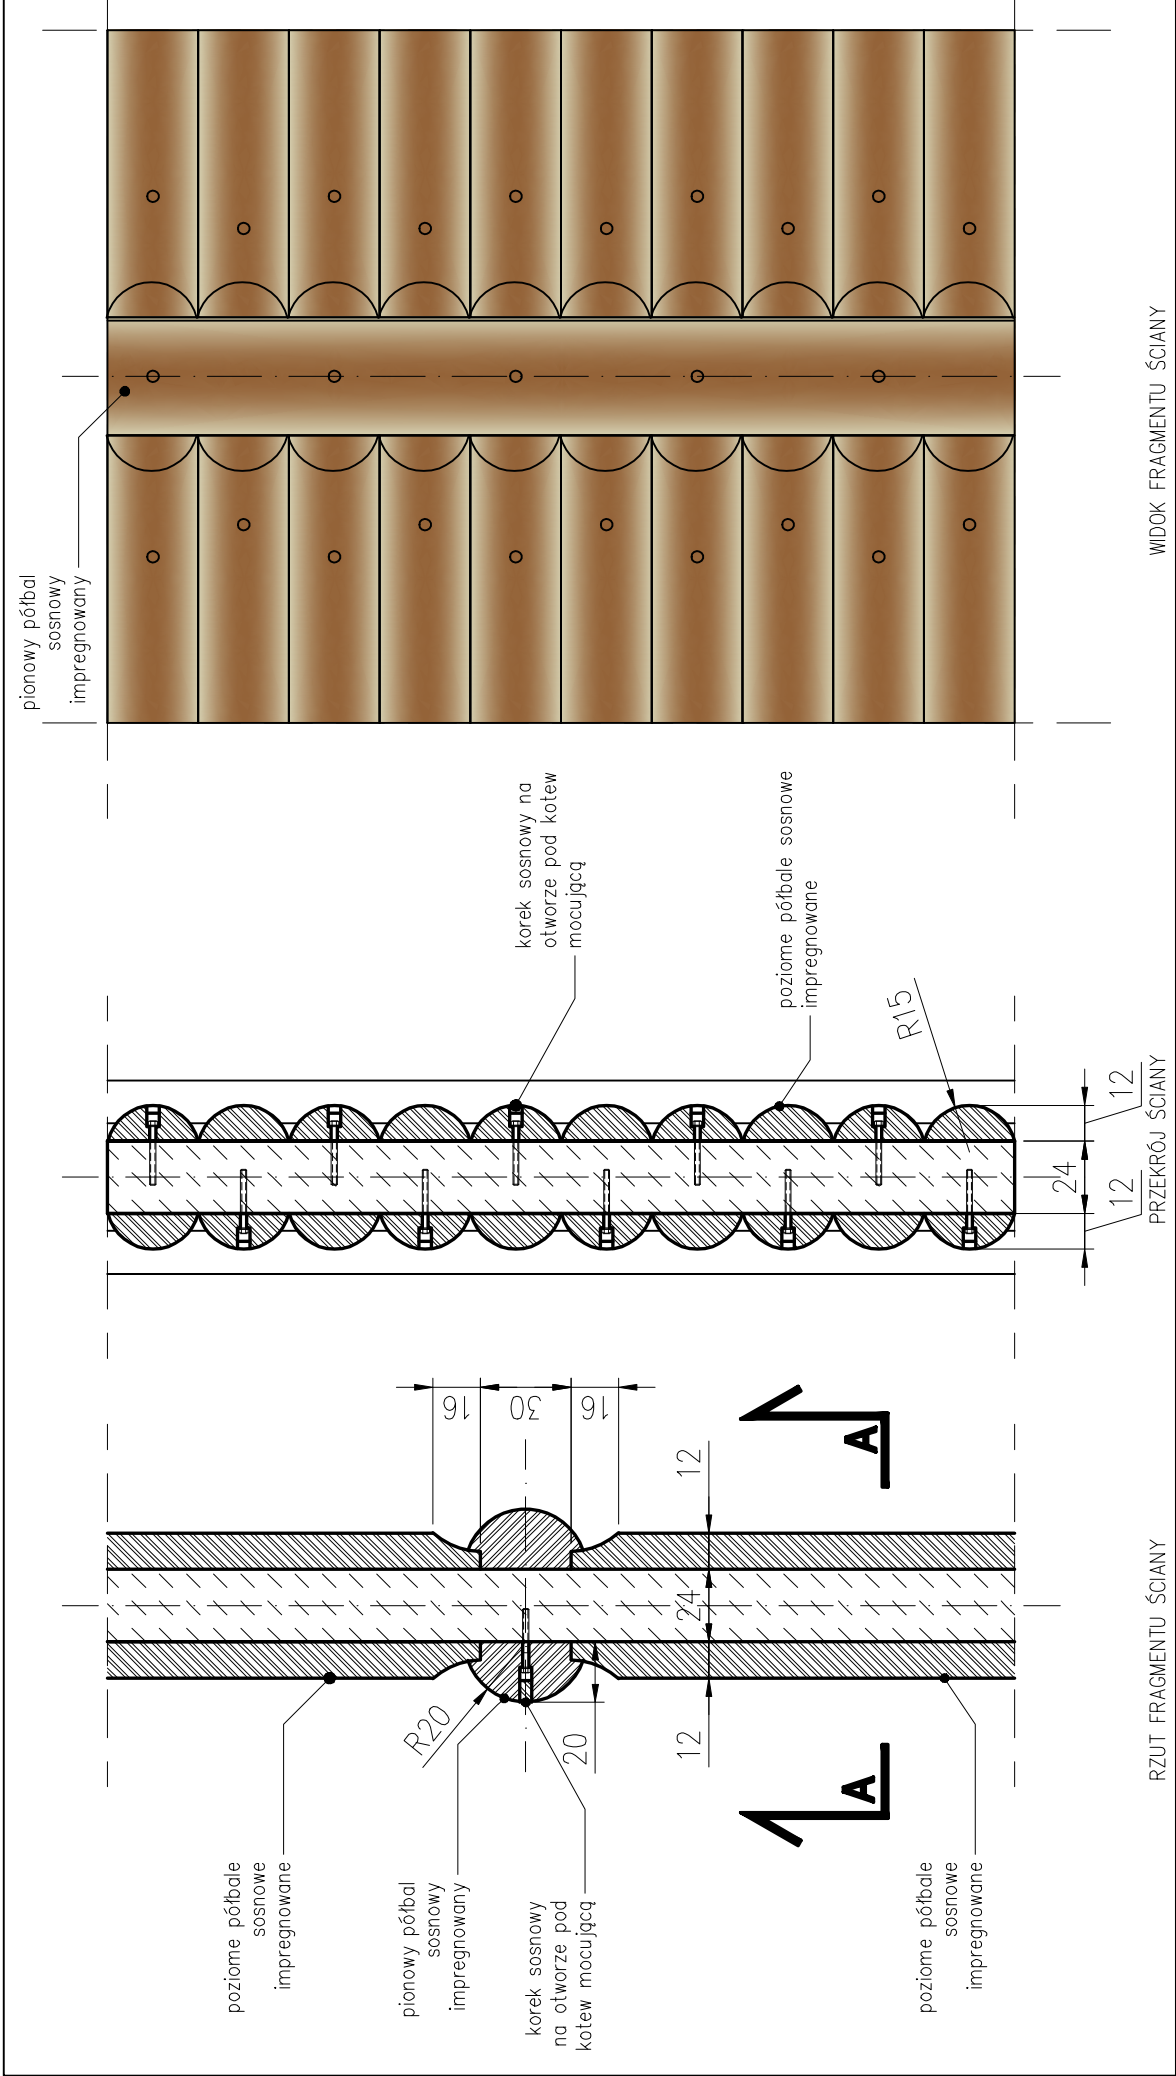 pionowy półbal
sosnowy
impregnowany
WIDOK FRAGMENTU ŚCIANY
korek sosnowy na
otworze pod kotew
mocującą
poziome półbale sosnowe
impregnowane
R15
12
24
12
PRZEKRÓJ ŚCIANY
16
30
16
12
24
12
20
R20
A
A
poziome półbale
sosnowe
impregnowane
pionowy półbal
sosnowy
impregnowany
korek sosnowy
na otworze pod
kotew mocującą
poziome półbale
sosnowe
impregnowane
RZUT FRAGMENTU ŚCIANY